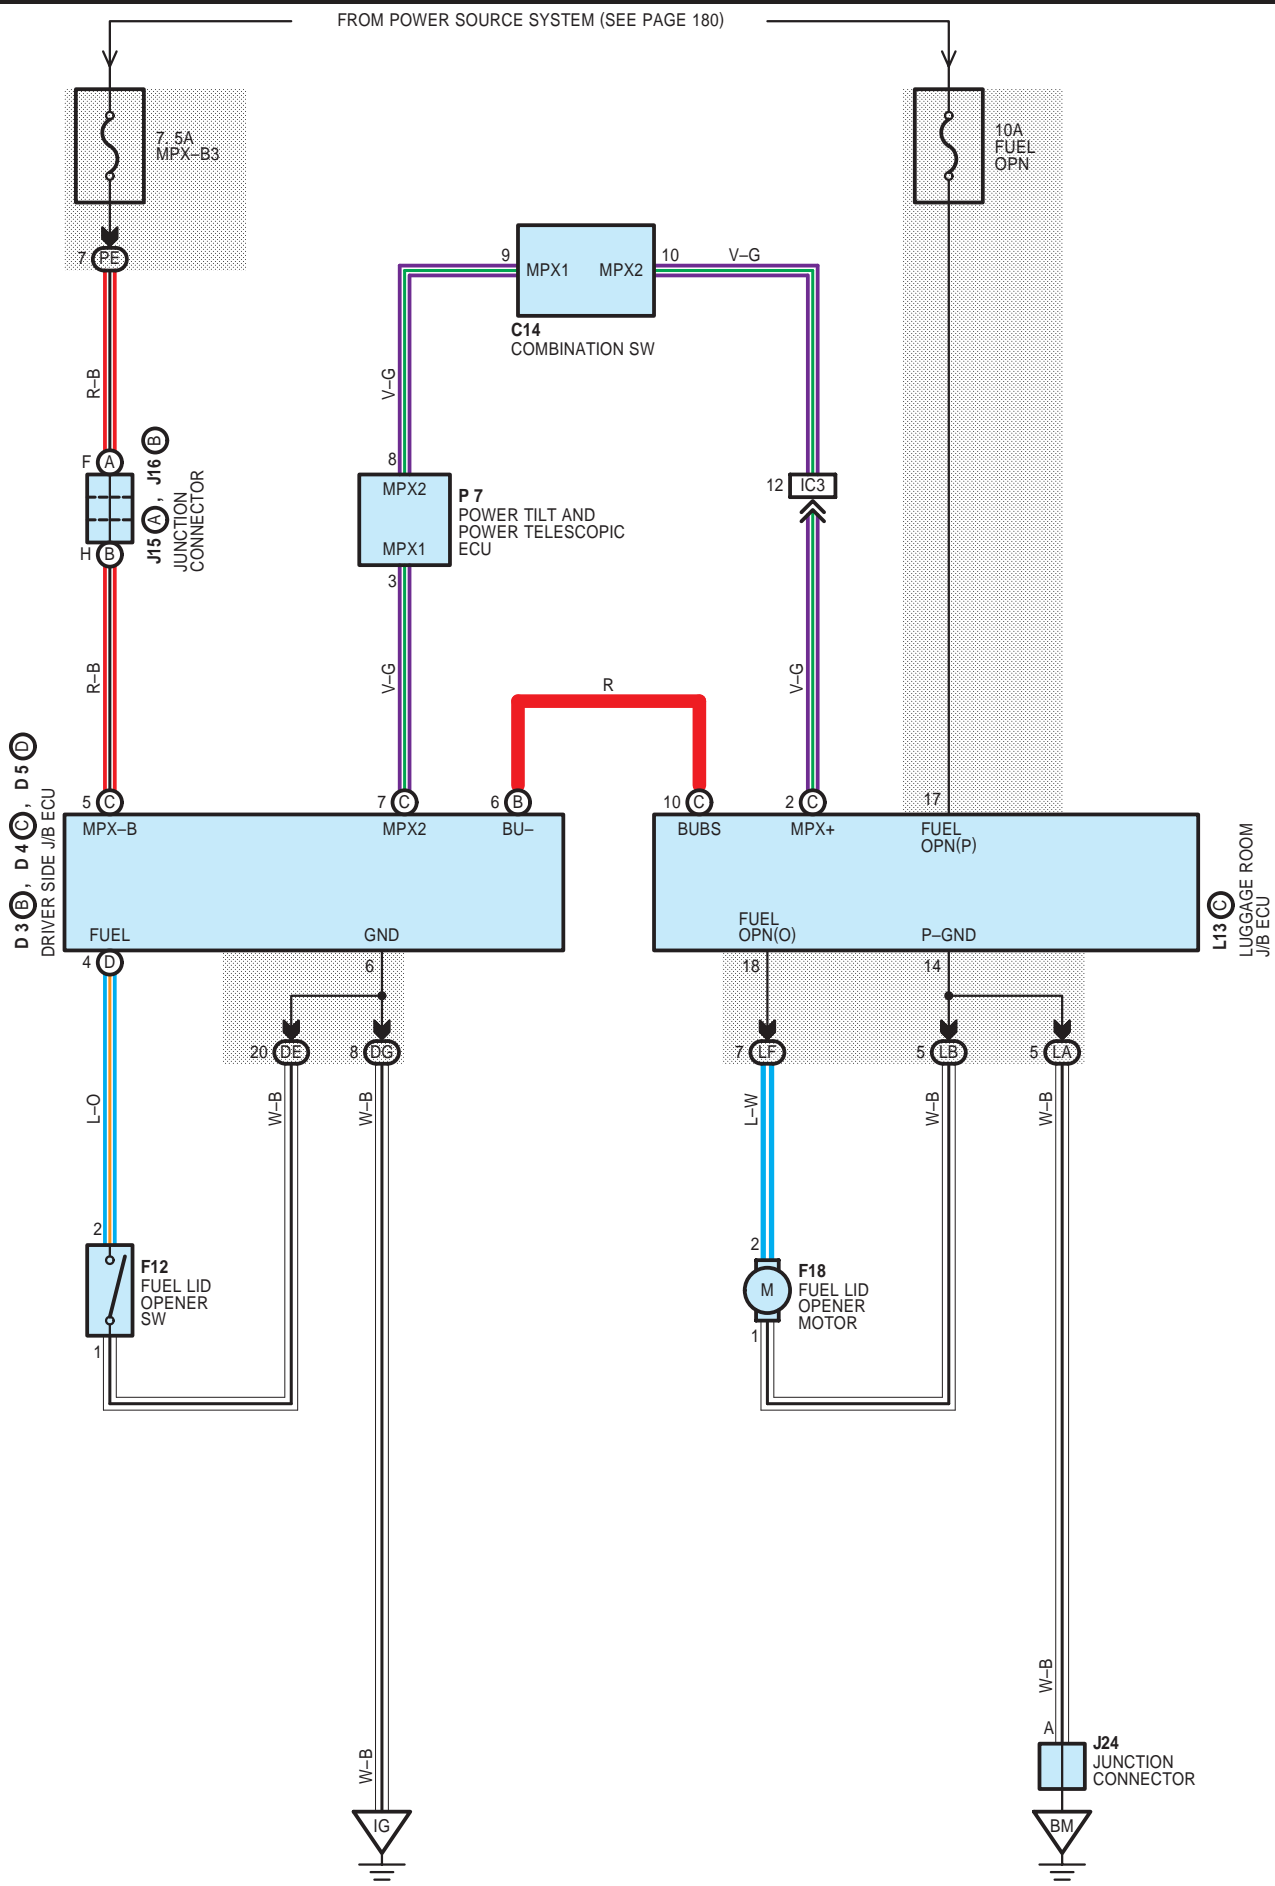 FROM POWER SOURCE SYSTEM (SEE PAGE 180)
7. 5A
MPX–B3
10A
FUEL
OPN
7 PE
9 MPX1 MPX2 10 V–G
C14
COMBINATION SW
R–B
V–G
F A
J15 A , J16 B
JUNCTION
CONNECTOR
H B
8
MPX2
MPX1
3
P 7
POWER TILT AND
POWER TELESCOPIC
ECU
12 IC3
R–B
V–G
R
V–G
D 3 B , D 4 C , D 5 D
DRIVER SIDE J/B ECU
5 C 7 C 6 B 10 C 2 C 17
MPX–B MPX2 BU– BUBS MPX+ FUEL
OPN(P)
L13 C
LUGGAGE ROOM
J/B ECU
FUEL GND
FUEL
OPN(O) P–GND
4 D 6 18 14
20 DE 8 DG 7 LF 5 LB 5 LA
L–O W–B W–B L–W W–B W–B
2
F12
FUEL LID
OPENER
SW
1
2
M
F18
FUEL LID
OPENER
MOTOR
1
W–B
W–B
A
J24
JUNCTION
CONNECTOR
IG
BM